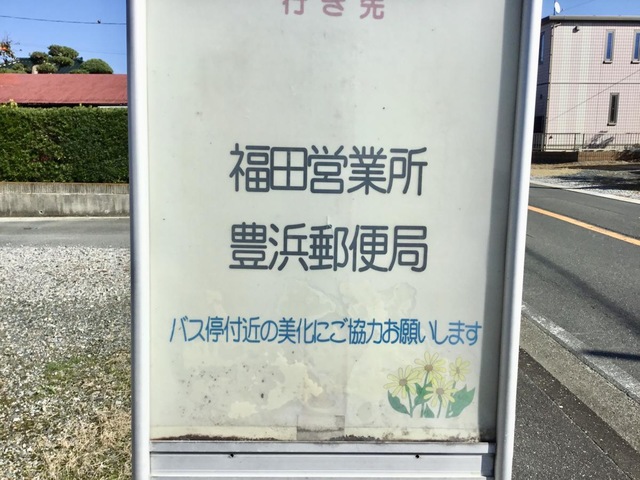 行き先
福田営業所
豊浜郵便局
バス停付近の美化にご協力お願いします